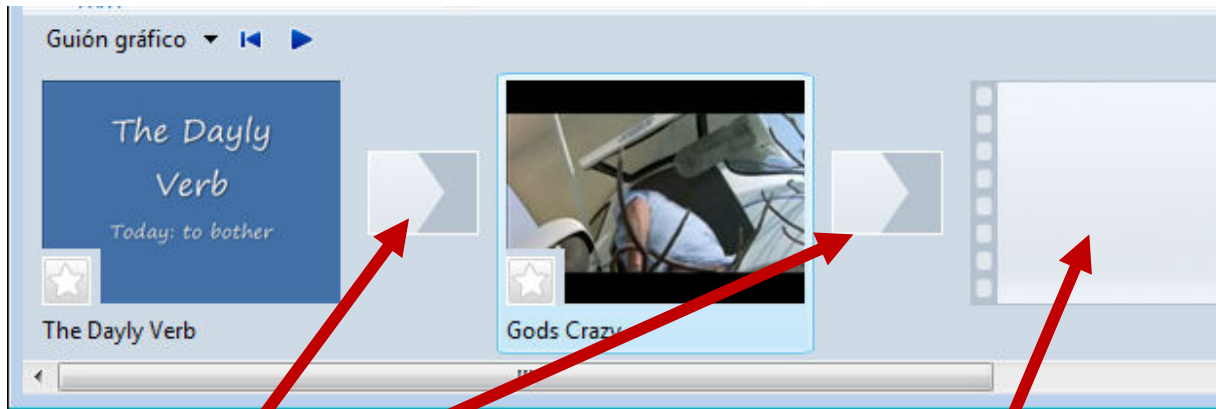 Guión gráfico
The Dayly
Verb
Today: to bother
The Dayly Verb
Gods Crazy